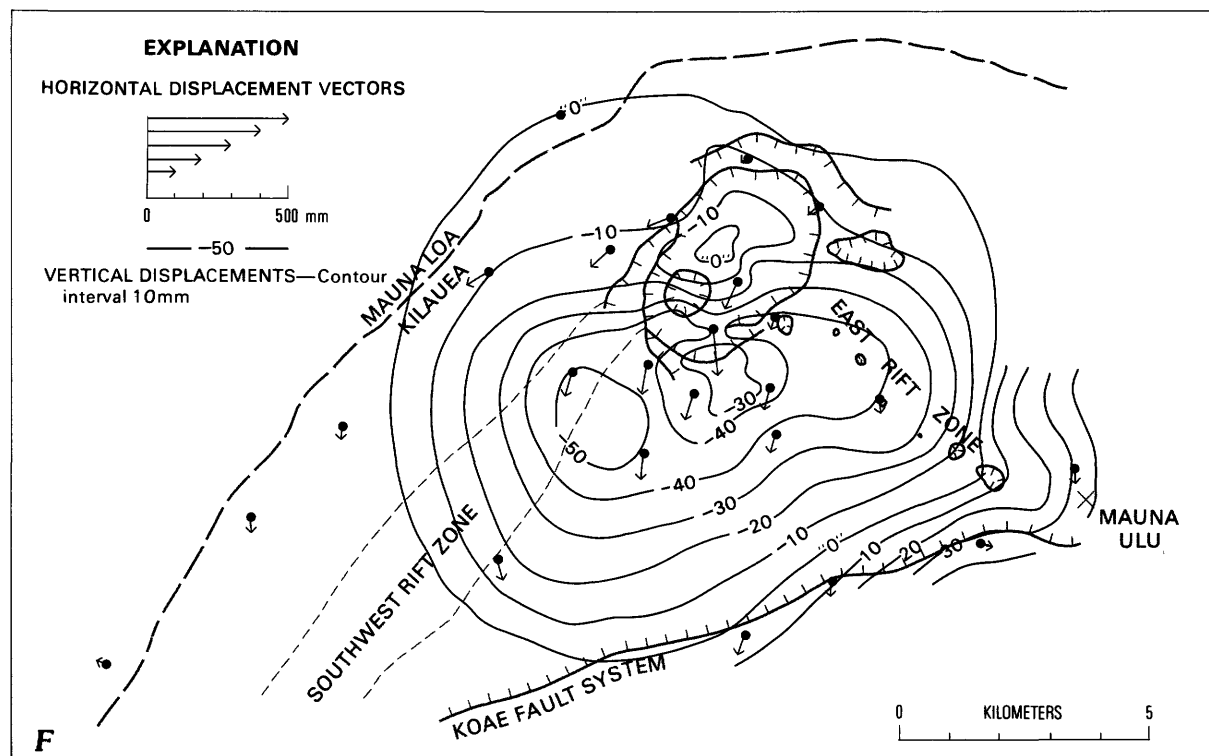 EXPLANATION
HORIZONTAL DISPLACEMENT VECTORS
0 500 mm
-50
VERTICAL DISPLACEMENTS—Contour
interval 10mm
"0"
MAUNA LOA
KILAUEA
-10
-10
"0"
EAST RIFT ZONE
-30
-40
-50
-40
-30
-20
-10
"0"
10
20
30
MAUNA
ULU
SOUTHWEST RIFT ZONE
KOAE FAULT SYSTEM
0 KILOMETERS 5
F